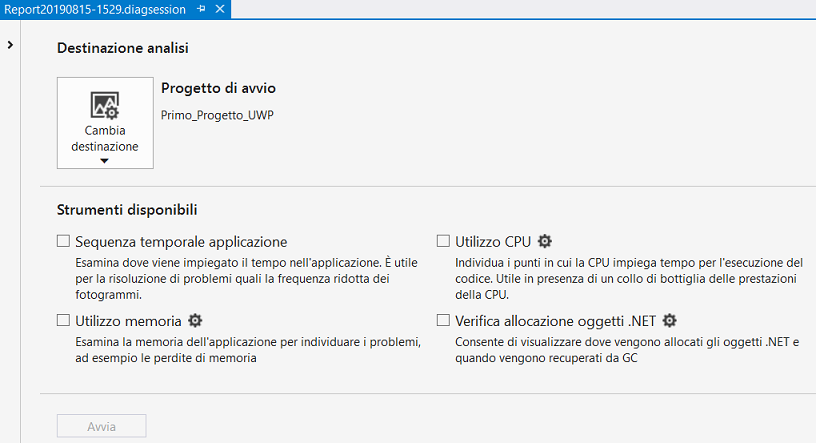 Report20190815-1529.diagsession
Destinazione analisi
Cambia
destinazione
Progetto di avvio
Primo_Progetto_UWP
Strumenti disponibili
Sequenza temporale applicazione
Esamina dove viene impiegato il tempo nell'applicazione. È utile
per la risoluzione di problemi quali la frequenza ridotta dei
fotogrammi.
Utilizzo CPU
Individua i punti in cui la CPU impiega tempo per l'esecuzione del
codice. Utile in presenza di un collo di bottiglia delle prestazioni
della CPU.
Utilizzo memoria
Esamina la memoria dell'applicazione per individuare i problemi,
ad esempio le perdite di memoria
Verifica allocazione oggetti .NET
Consente di visualizzare dove vengono allocati gli oggetti .NET e
quando vengono recuperati da GC
Avvia